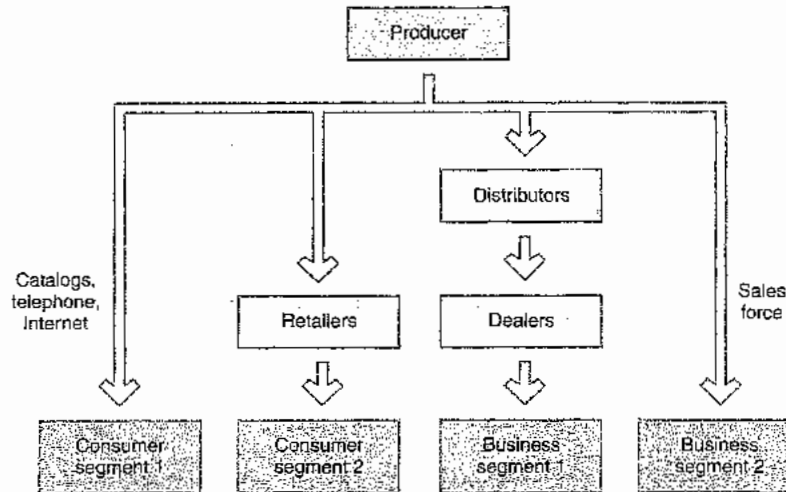 Producer
Distributors
Catalogs,
telephone,
Internet
Retailers
Dealers
Sales
force
Consumer
segment 1
Consumer
segment 2
Business
segment 1
Business
segment 2